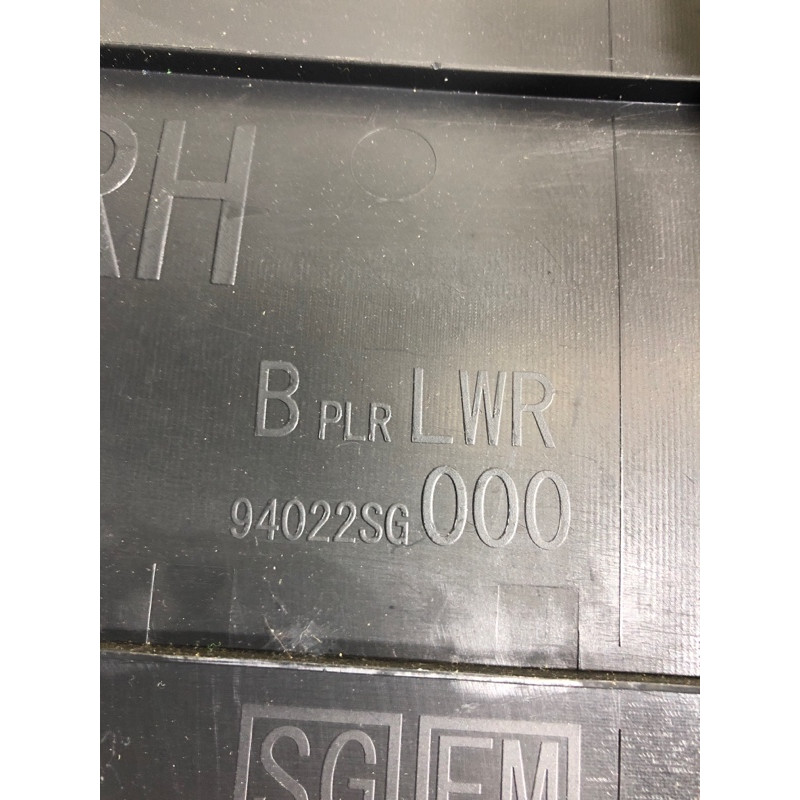 RH
B PLR LWR
94022SG000
SG FM